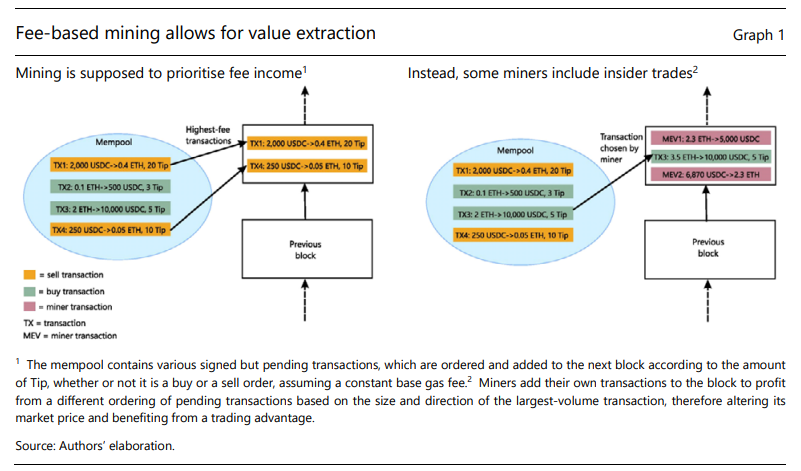 Fee-based mining allows for value extraction
Graph 1
Mining is supposed to prioritise fee income1
Instead, some miners include insider trades2
Mempool
TX1: 2,000 USDC->0.4 ETH, 20 Tip
TX2: 0.1 ETH->500 USDC, 3 Tip
TX3: 2 ETH->10,000 USDC, 5 Tip
TX4: 250 USDC->0.05 ETH, 10 Tip
Highest-fee
transactions
TX1: 2,000 USDC->0.4 ETH, 20 Tip
TX4: 250 USDC->0.05 ETH, 10 Tip
Previous
block
= sell transaction
= buy transaction
= miner transaction
TX = transaction
MEV = miner transaction
Mempool
TX1: 2,000 USDC->0.4 ETH, 20 Tip
TX2: 0.1 ETH->500 USDC, 3 Tip
TX3: 2 ETH->10,000 USDC, 5 Tip
TX4: 250 USDC->0.05 ETH, 10 Tip
Transaction
chosen by
miner
MEV1: 2.3 ETH->5,000 USDC
TX3: 3.5 ETH->10,000 USDC, 5 Tip
MEV2: 6,870 USDC->2.3 ETH
Previous
block
1 The mempool contains various signed but pending transactions, which are ordered and added to the next block according to the amount
of Tip, whether or not it is a buy or a sell order, assuming a constant base gas fee.2 Miners add their own transactions to the block to profit
from a different ordering of pending transactions based on the size and direction of the largest-volume transaction, therefore altering its
market price and benefiting from a trading advantage.
Source: Authors' elaboration.